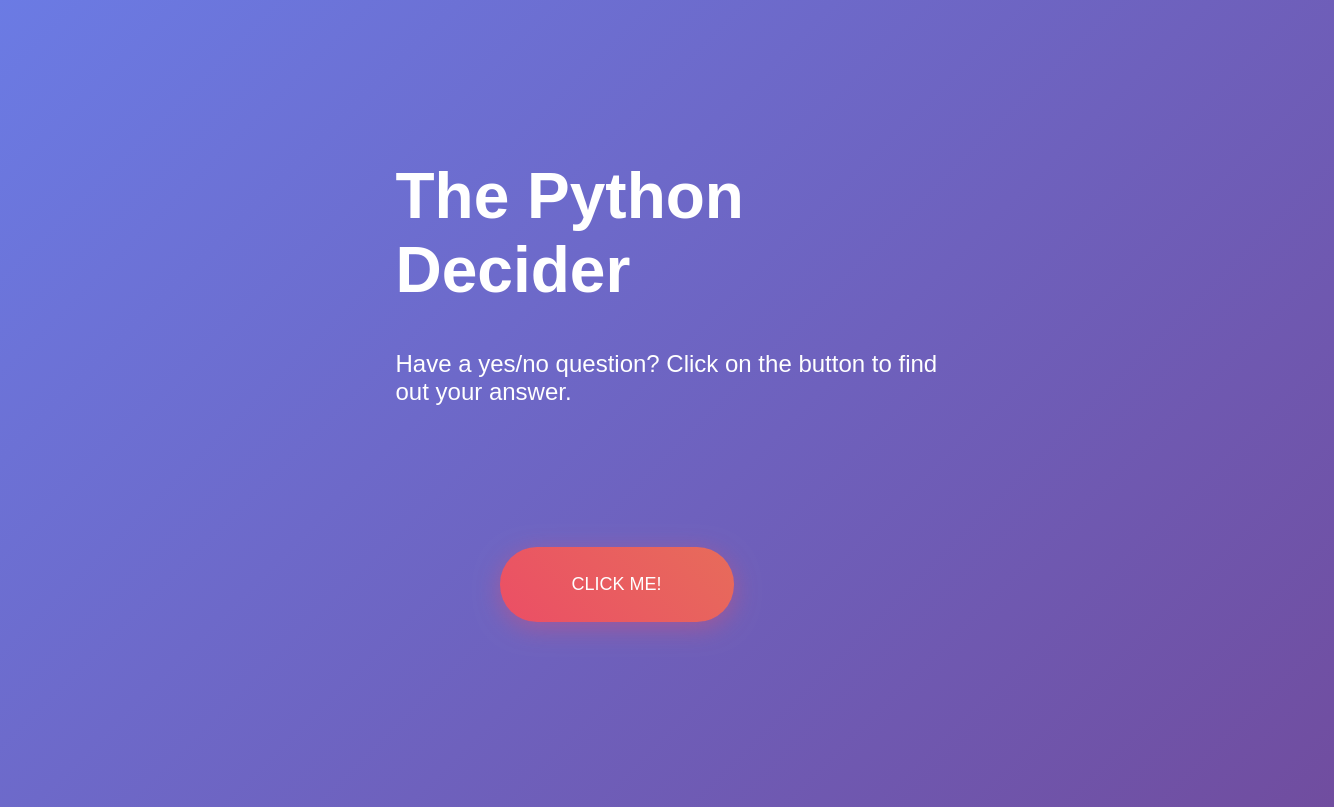 The Python
Decider
Have a yes/no question? Click on the button to find
out your answer.
CLICK ME!